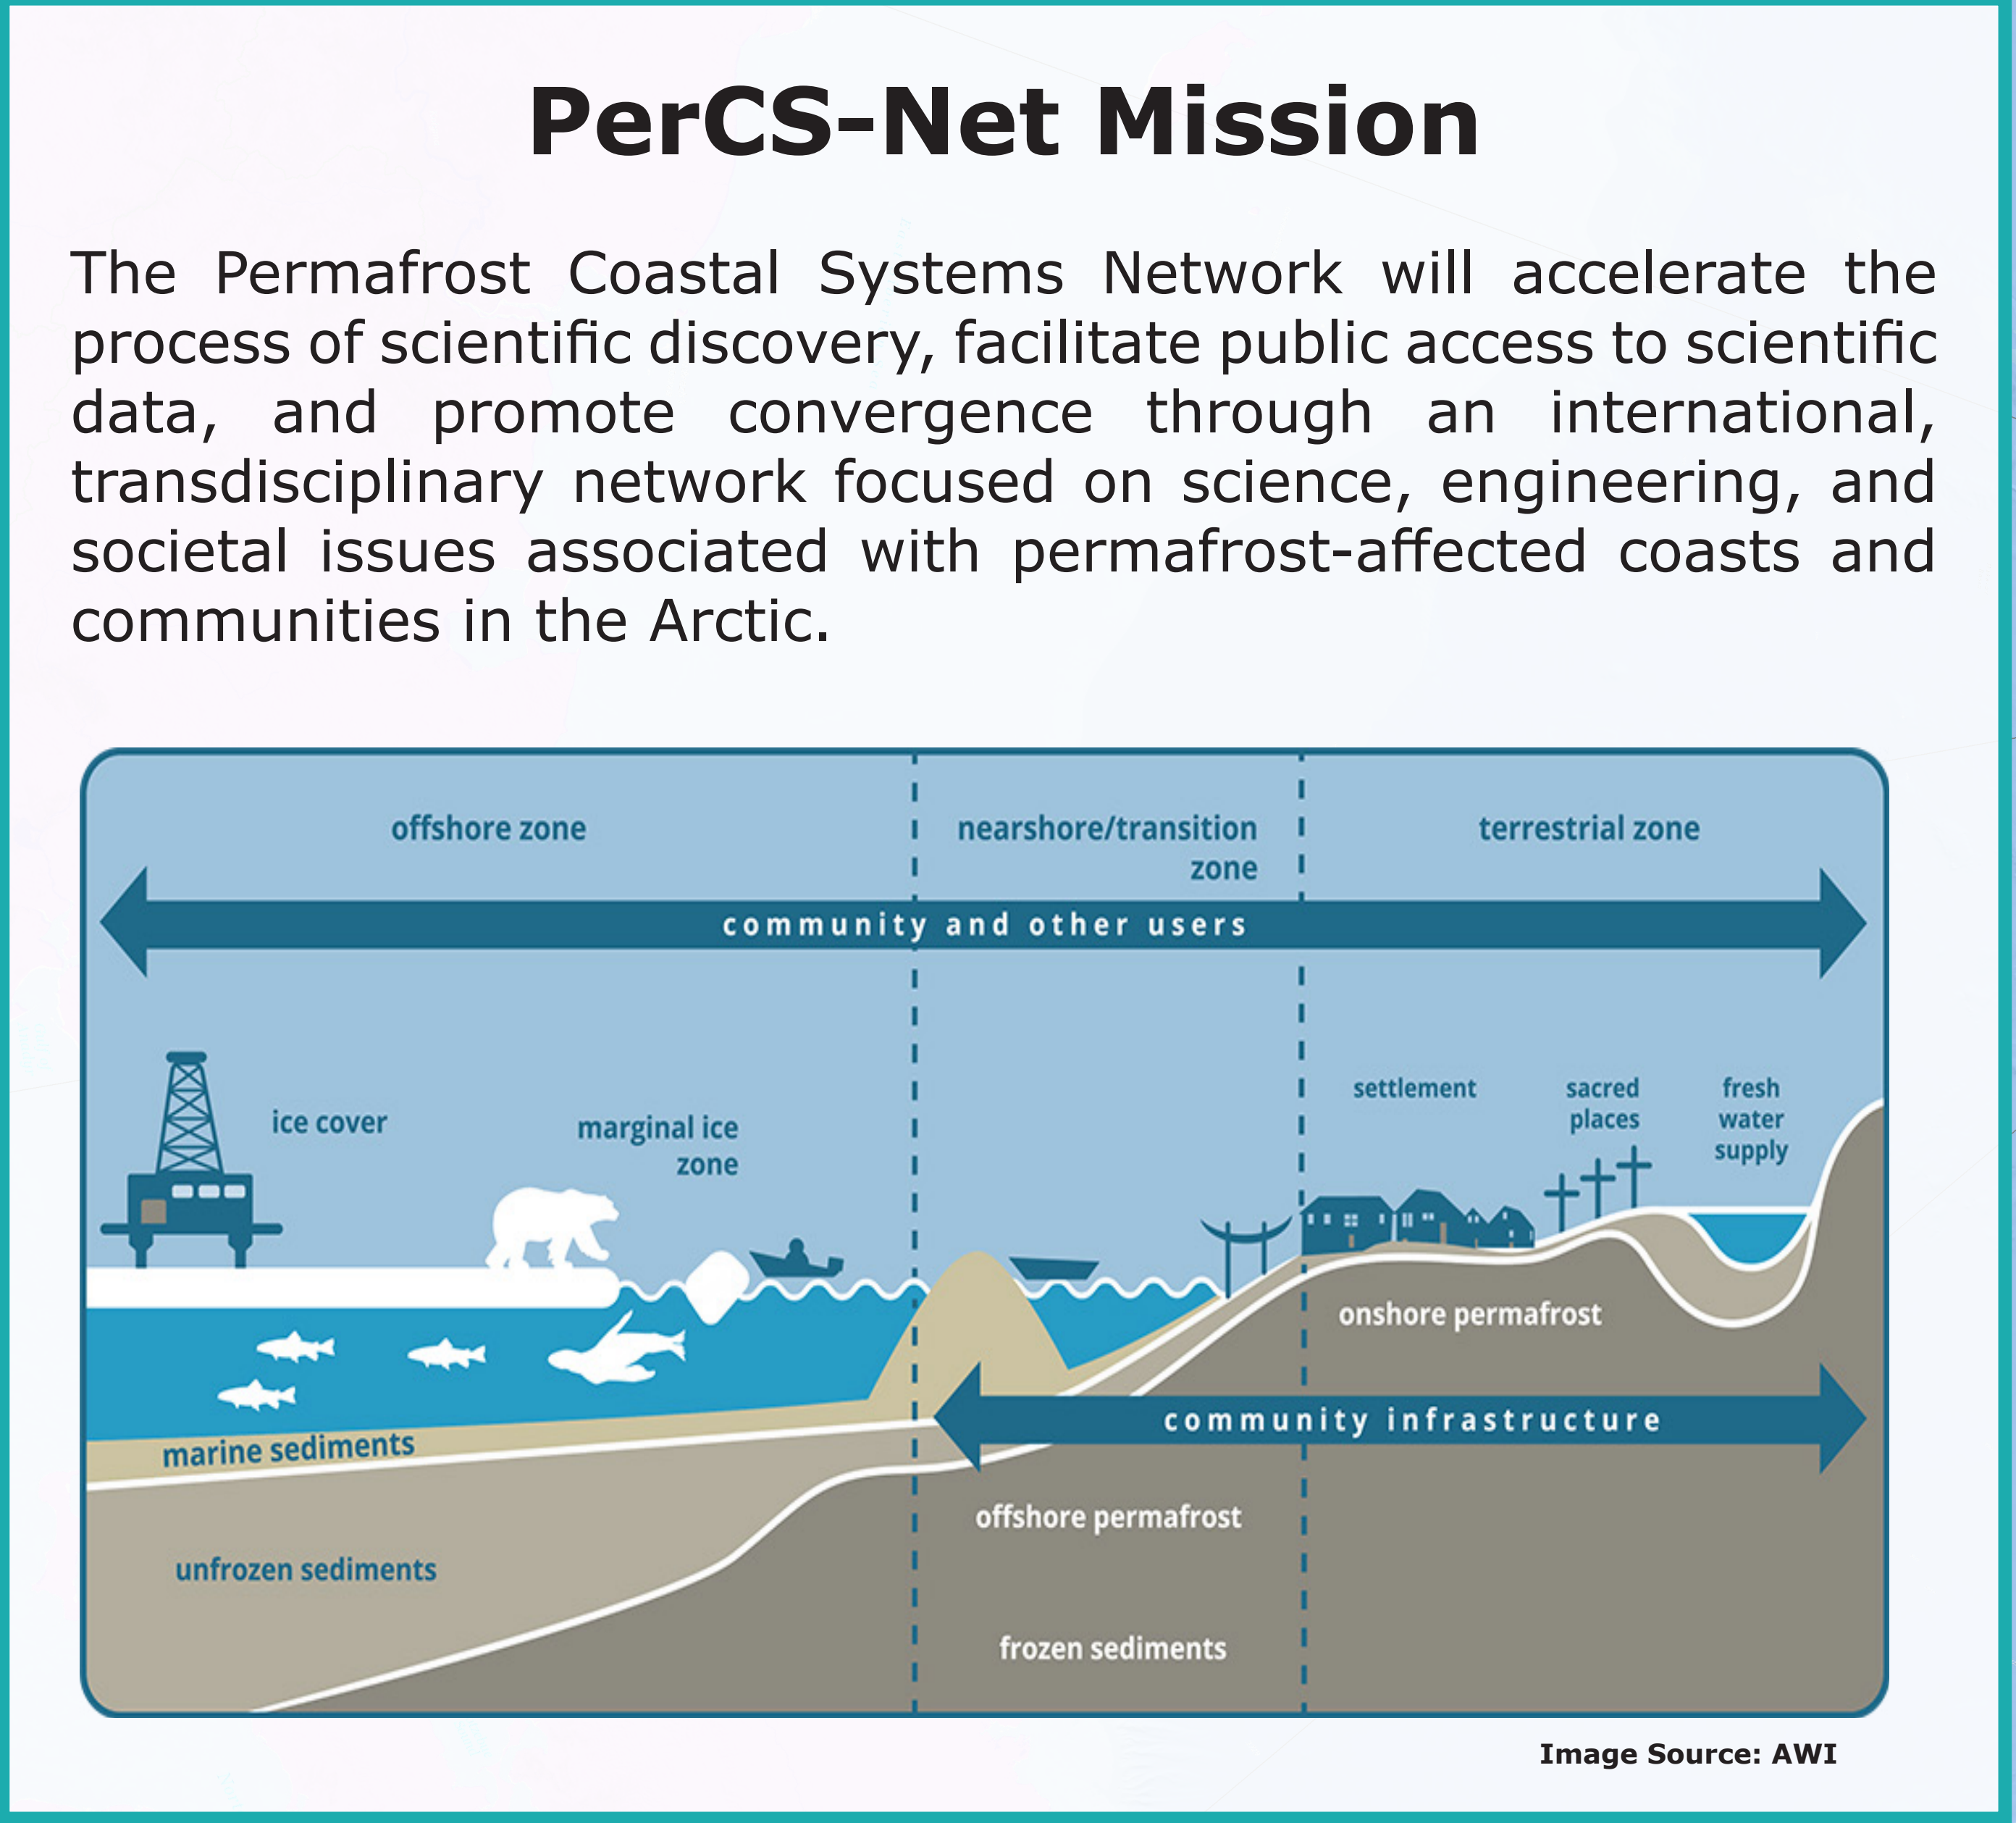 PerCS-Net Mission
The Permafrost Coastal Systems Network will accelerate the
process of scientific discovery, facilitate public access to scientific
data, and promote convergence through an international,
transdisciplinary network focused on science, engineering, and
societal issues associated with permafrost-affected coasts and
communities in the Arctic.
offshore zone
nearshore/transition
zone
terrestrial zone
community and other users
ice cover
marginal ice
zone
settlement
sacred
places
fresh
water
supply
onshore permafrost
community infrastructure
marine sediments
offshore permafrost
unfrozen sediments
frozen sediments
Image Source: AWI